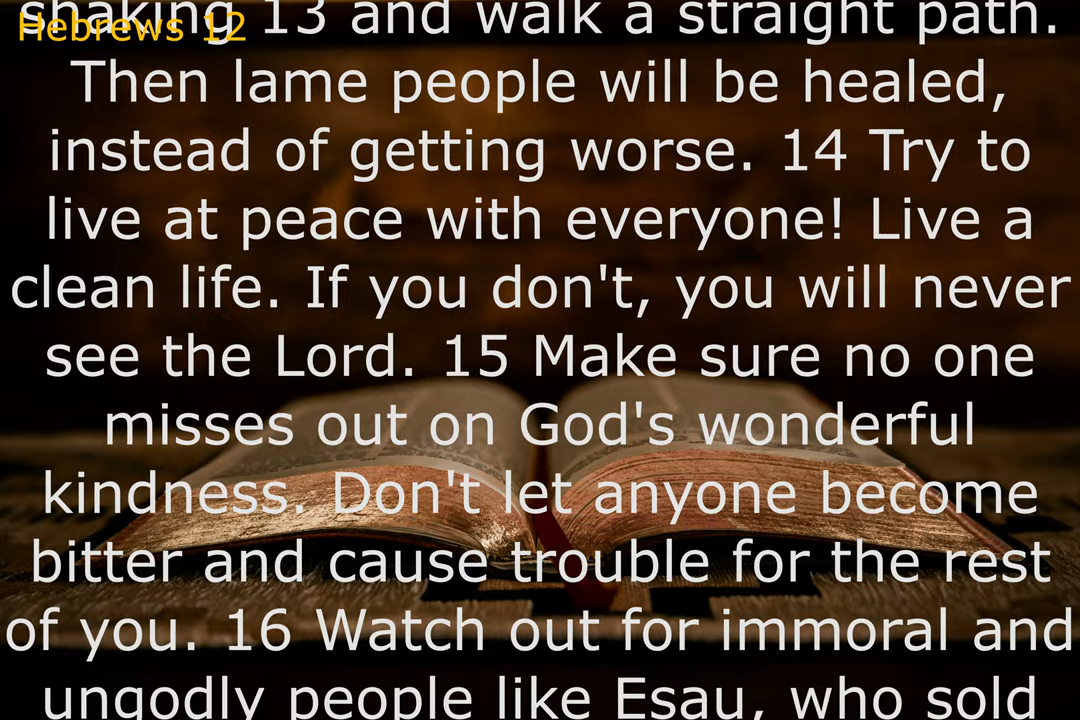 Hebrews 12
shaking 13 and walk a straight path.
Then lame people will be healed,
instead of getting worse. 14 Try to
live at peace with everyone! Live a
clean life. If you don't, you will never
see the Lord. 15 Make sure no one
misses out on God's wonderful
kindness. Don't let anyone become
bitter and cause trouble for the rest
of you. 16 Watch out for immoral and
ungodly people like Esau, who sold